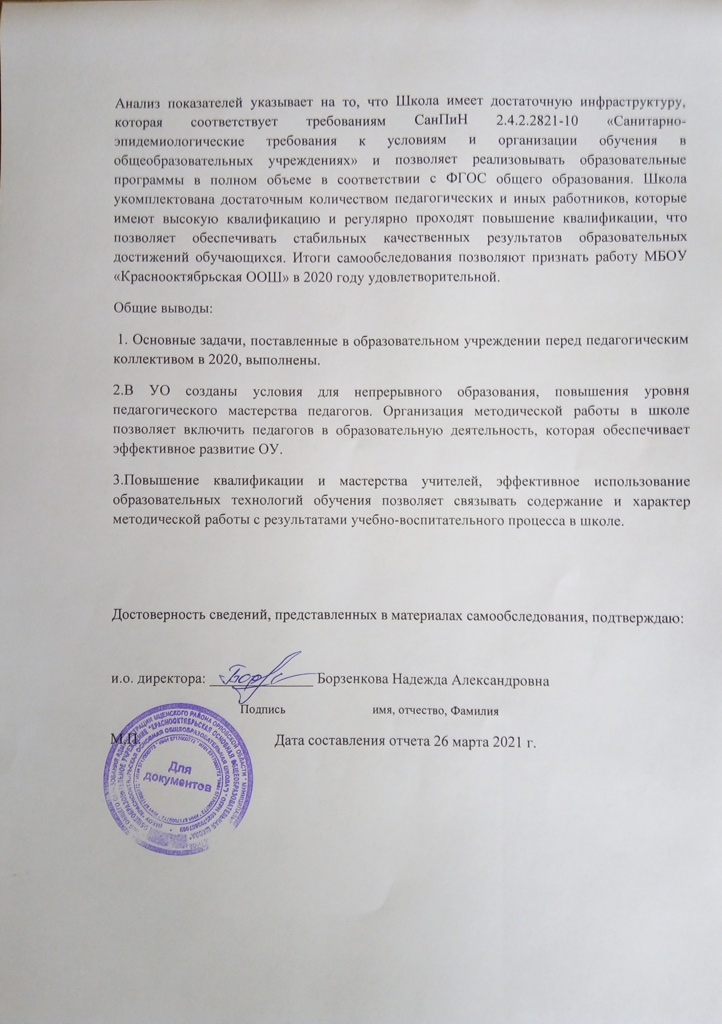 Анализ показателей указывает на то, что Школа имеет достаточную инфраструктуру,
которая соответствует требованиям СанПиН 2.4.2.2821-10 «Санитарно-
эпидемиологические требования к условиям и организации обучения в
общеобразовательных учреждениях» и позволяет реализовывать образовательные
программы в полном объеме в соответствии с ФГОС общего образования. Школа
укомплектована достаточным количеством педагогических и иных работников, которые
имеют высокую квалификацию и регулярно проходят повышение квалификации, что
позволяет обеспечивать стабильных качественных результатов образовательных
достижений обучающихся. Итоги самообследования позволяют признать работу МБОУ
«Краснооктябрьская ООШ» в 2020 году удовлетворительной.
Общие выводы:
1. Основные задачи, поставленные в образовательном учреждении перед педагогическим
коллективом в 2020, выполнены.
2.В УО созданы условия для непрерывного образования, повышения уровня
педагогического мастерства педагогов. Организация методической работы в школе
позволяет включить педагогов в образовательную деятельность, которая обеспечивает
эффективное развитие ОУ.
3.Повышение квалификации и мастерства учителей, эффективное использование
образовательных технологий обучения позволяет связывать содержание и характер
методической работы с результатами учебно-воспитательного процесса в школе.
Достоверность сведений, представленных в материалах самообследования, подтверждаю:
и.о. директора: Борзенкова Надежда Александровна
Подпись имя, отчество, Фамилия
М.П. Дата составления отчета 26 марта 2021 г.
Для
документов